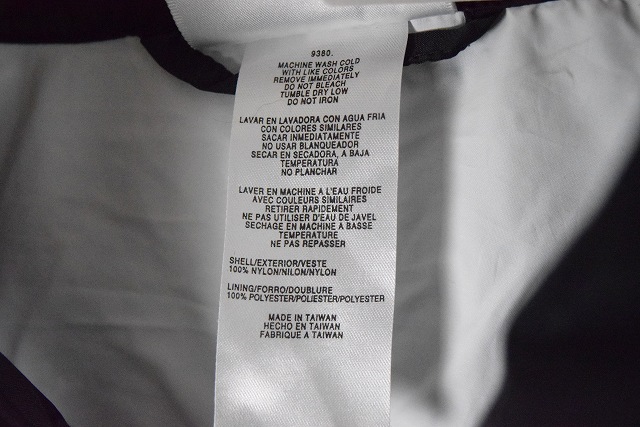 9380.
MACHINE WASH COLD
WITH LIKE COLORS
REMOVE IMMEDIATELY
DO NOT BLEACH
TUMBLE DRY LOW
DO NOT IRON
LAVAR EN LAVADORA CON AGUA FRIA
CON COLORES SIMILARES
SACAR INMEDIATAMENTE
NO USAR BLANQUEADOR
SECAR EN SECADORA, A BAJA
TEMPERATURA
NO PLANCHAR
LAVER EN MACHINE A L'EAU FROIDE
AVEC COULEURS SIMILAIRES
RETIRER RAPIDEMENT
NE PAS UTILISER D'EAU DE JAVEL
SECHAGE EN MACHINE A BASSE
TEMPERATURE
NE PAS REPASSER
SHELL/EXTERIOR/VESTE
100% NYLON/NILON/NYLON
LINING/FORRO/DOUBLURE
100% POLYESTER/POLIESTER/POLYESTER
MADE IN TAIWAN
HECHO EN TAIWAN
FABRIQUE A TAIWAN